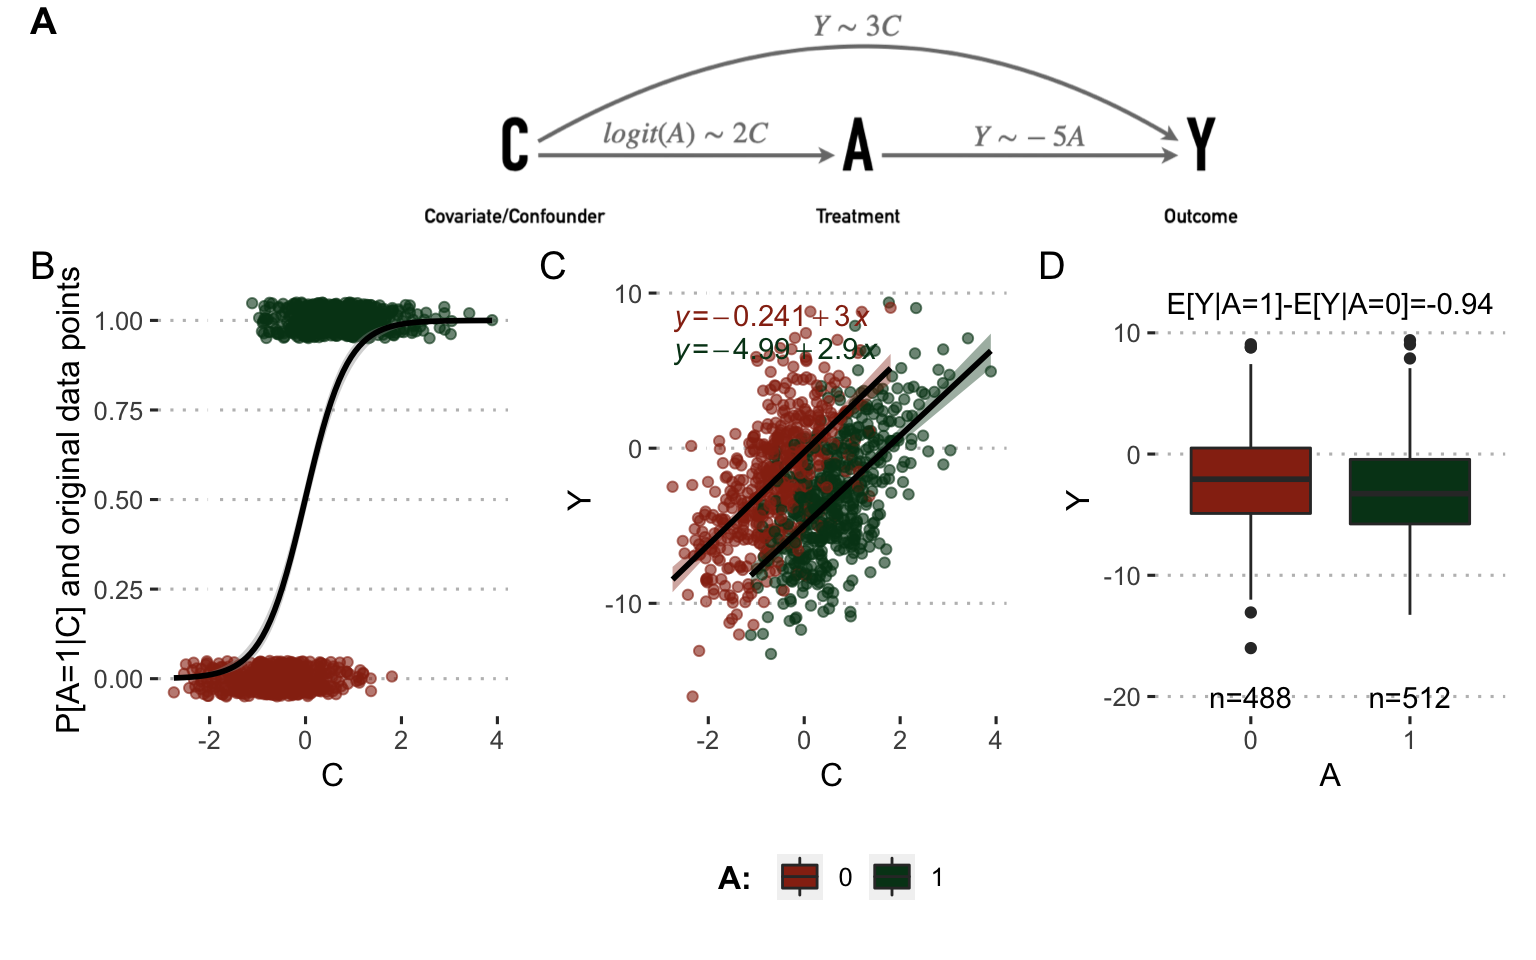 A
Y ∼ 3C
C
logit(A) ∼ 2C
A
Y ∼ − 5A
Y
Covariate/Confounder
Treatment
Outcome
B
P[A=1|C] and original data points
1.00
0.75
0.50
0.25
0.00
-2 0 2 4
C
C
y=−0.241+3x
y=−4.99+2.9x
Y
10
0
-10
-2 0 2 4
C
D
E[Y|A=1]-E[Y|A=0]=-0.94
Y
10
0
-10
-20
n=488 n=512
0 1
A
A: 0 1